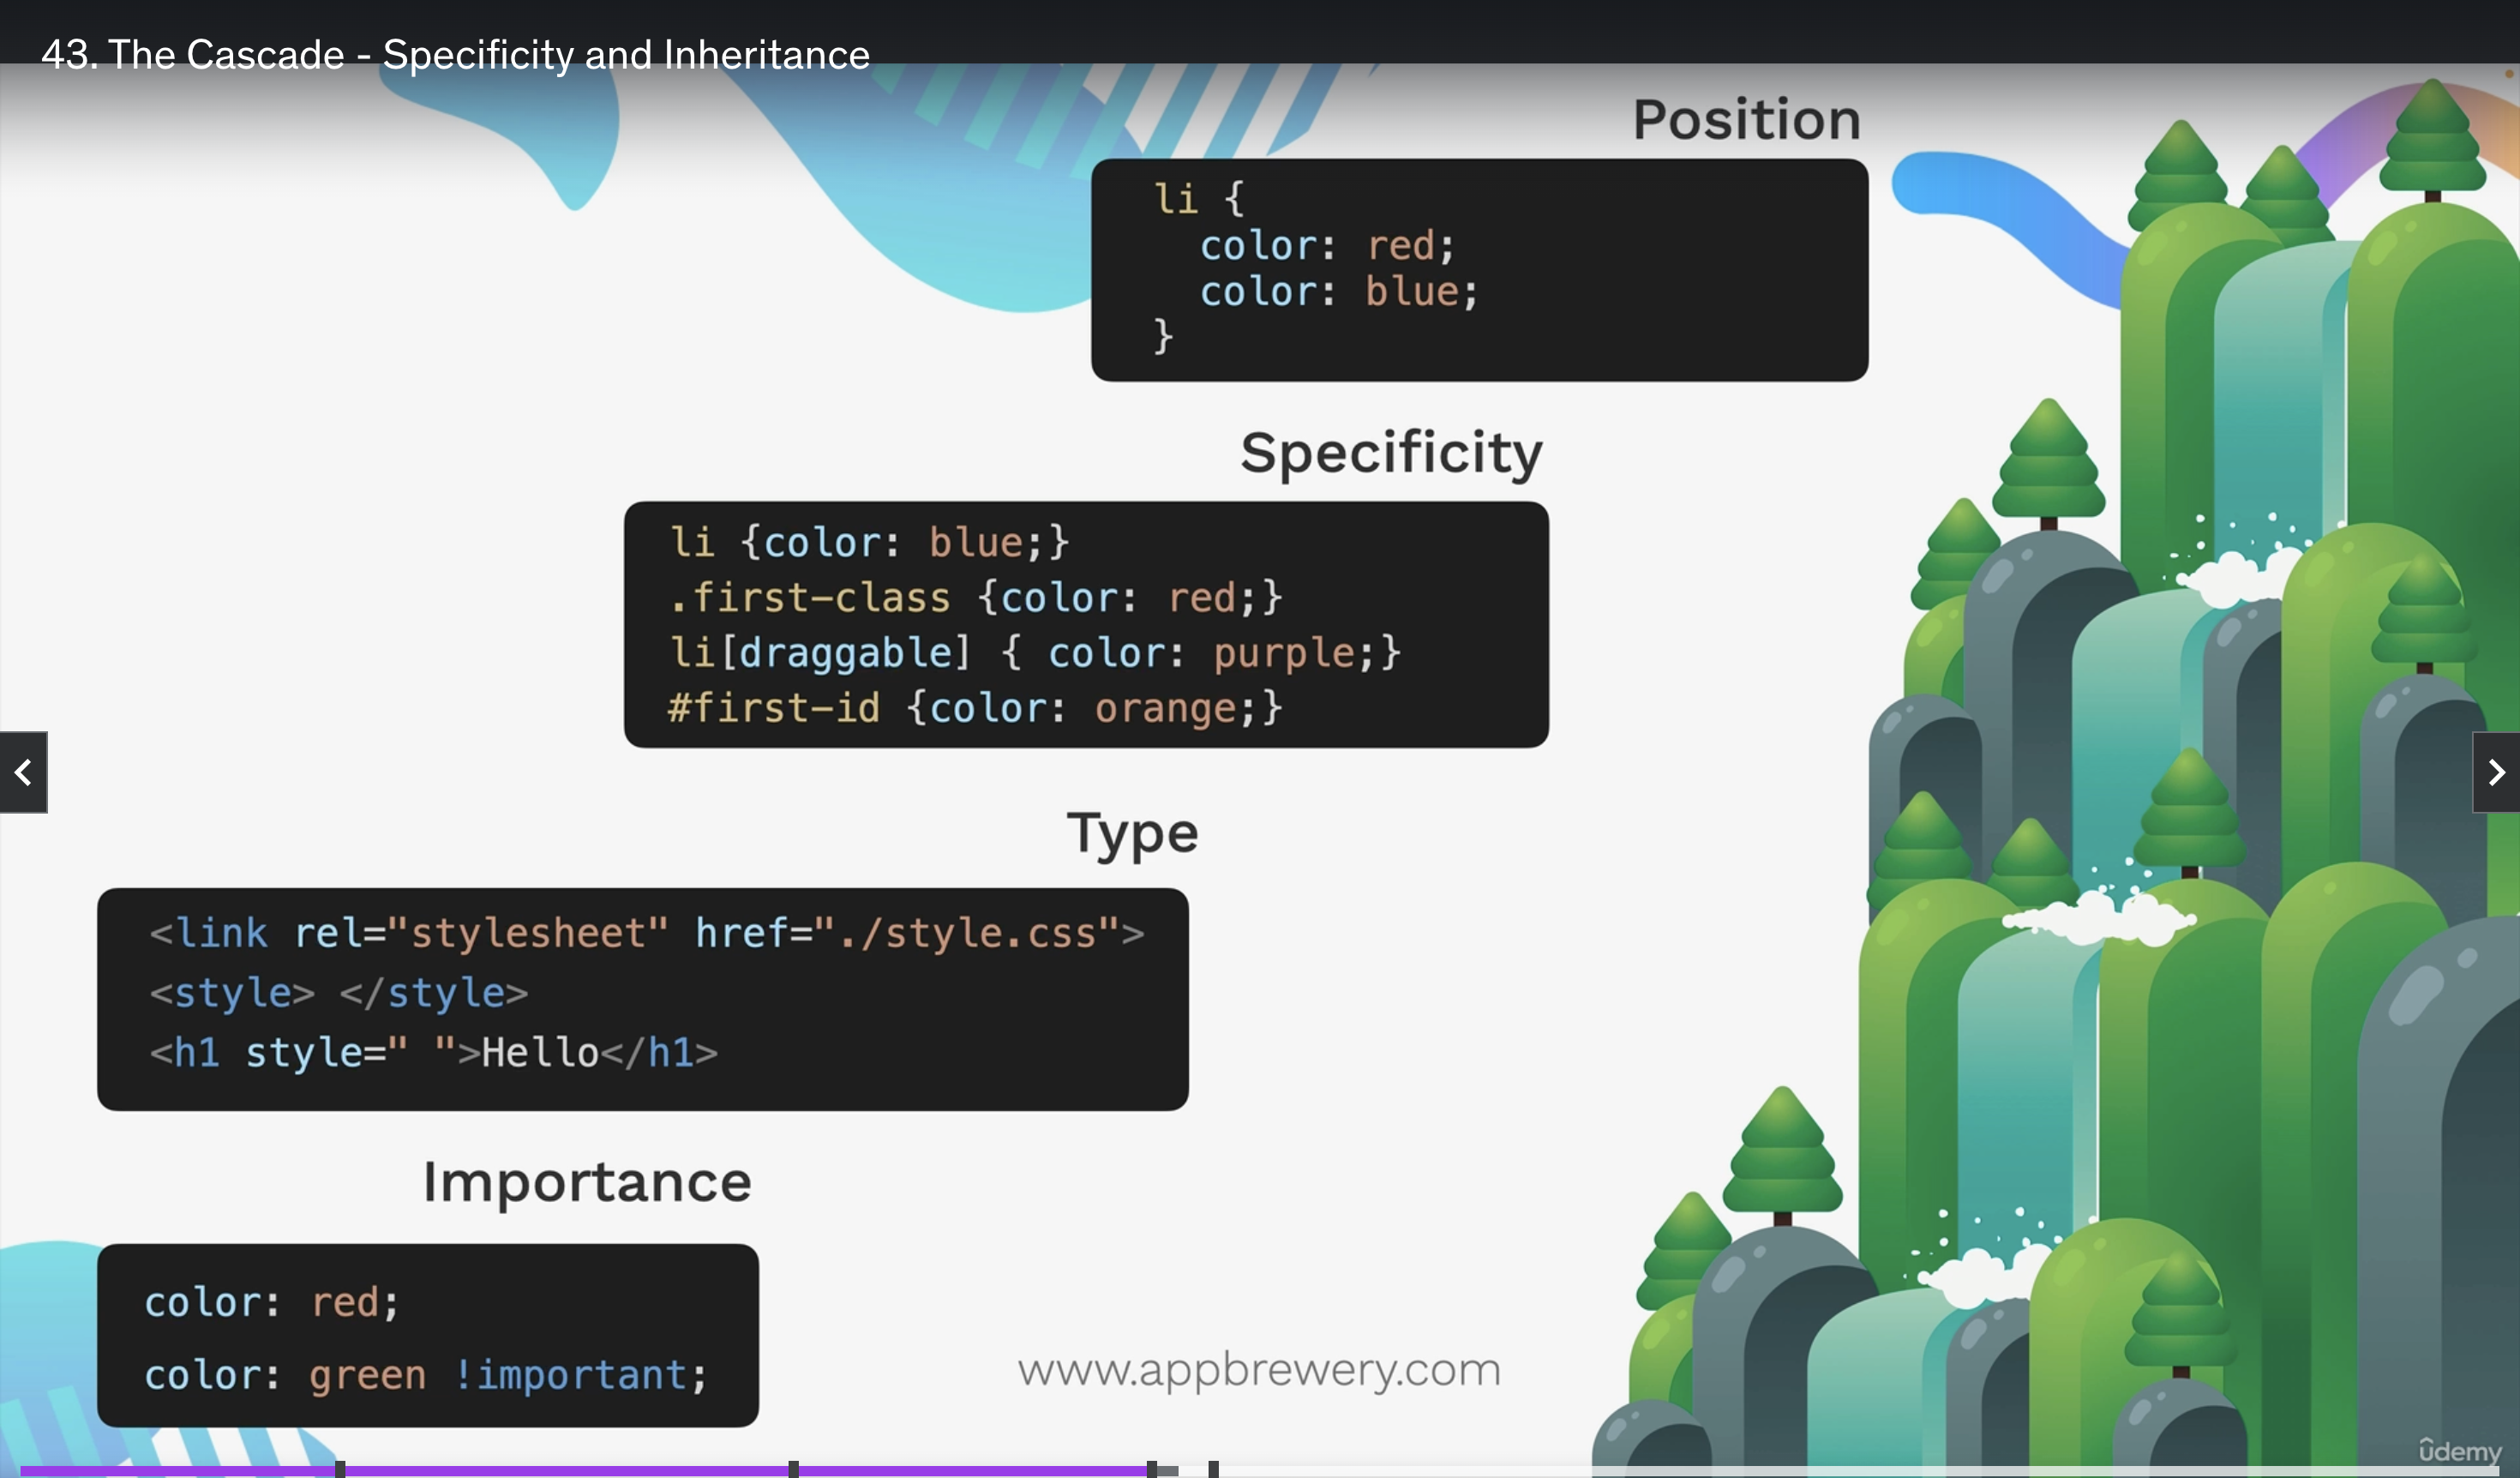 43. The Cascade - Specificity and Inheritance
Position
li {
  color: red;
  color: blue;
}
Specificity
li {color: blue;}
.first-class {color: red;}
li[draggable] { color: purple;}
#first-id {color: orange;}
Type
<link rel="stylesheet" href="./style.css">
<style> </style>
<h1 style=" ">Hello</h1>
Importance
color: red;
color: green !important;
www.appbrewery.com
ûdemy